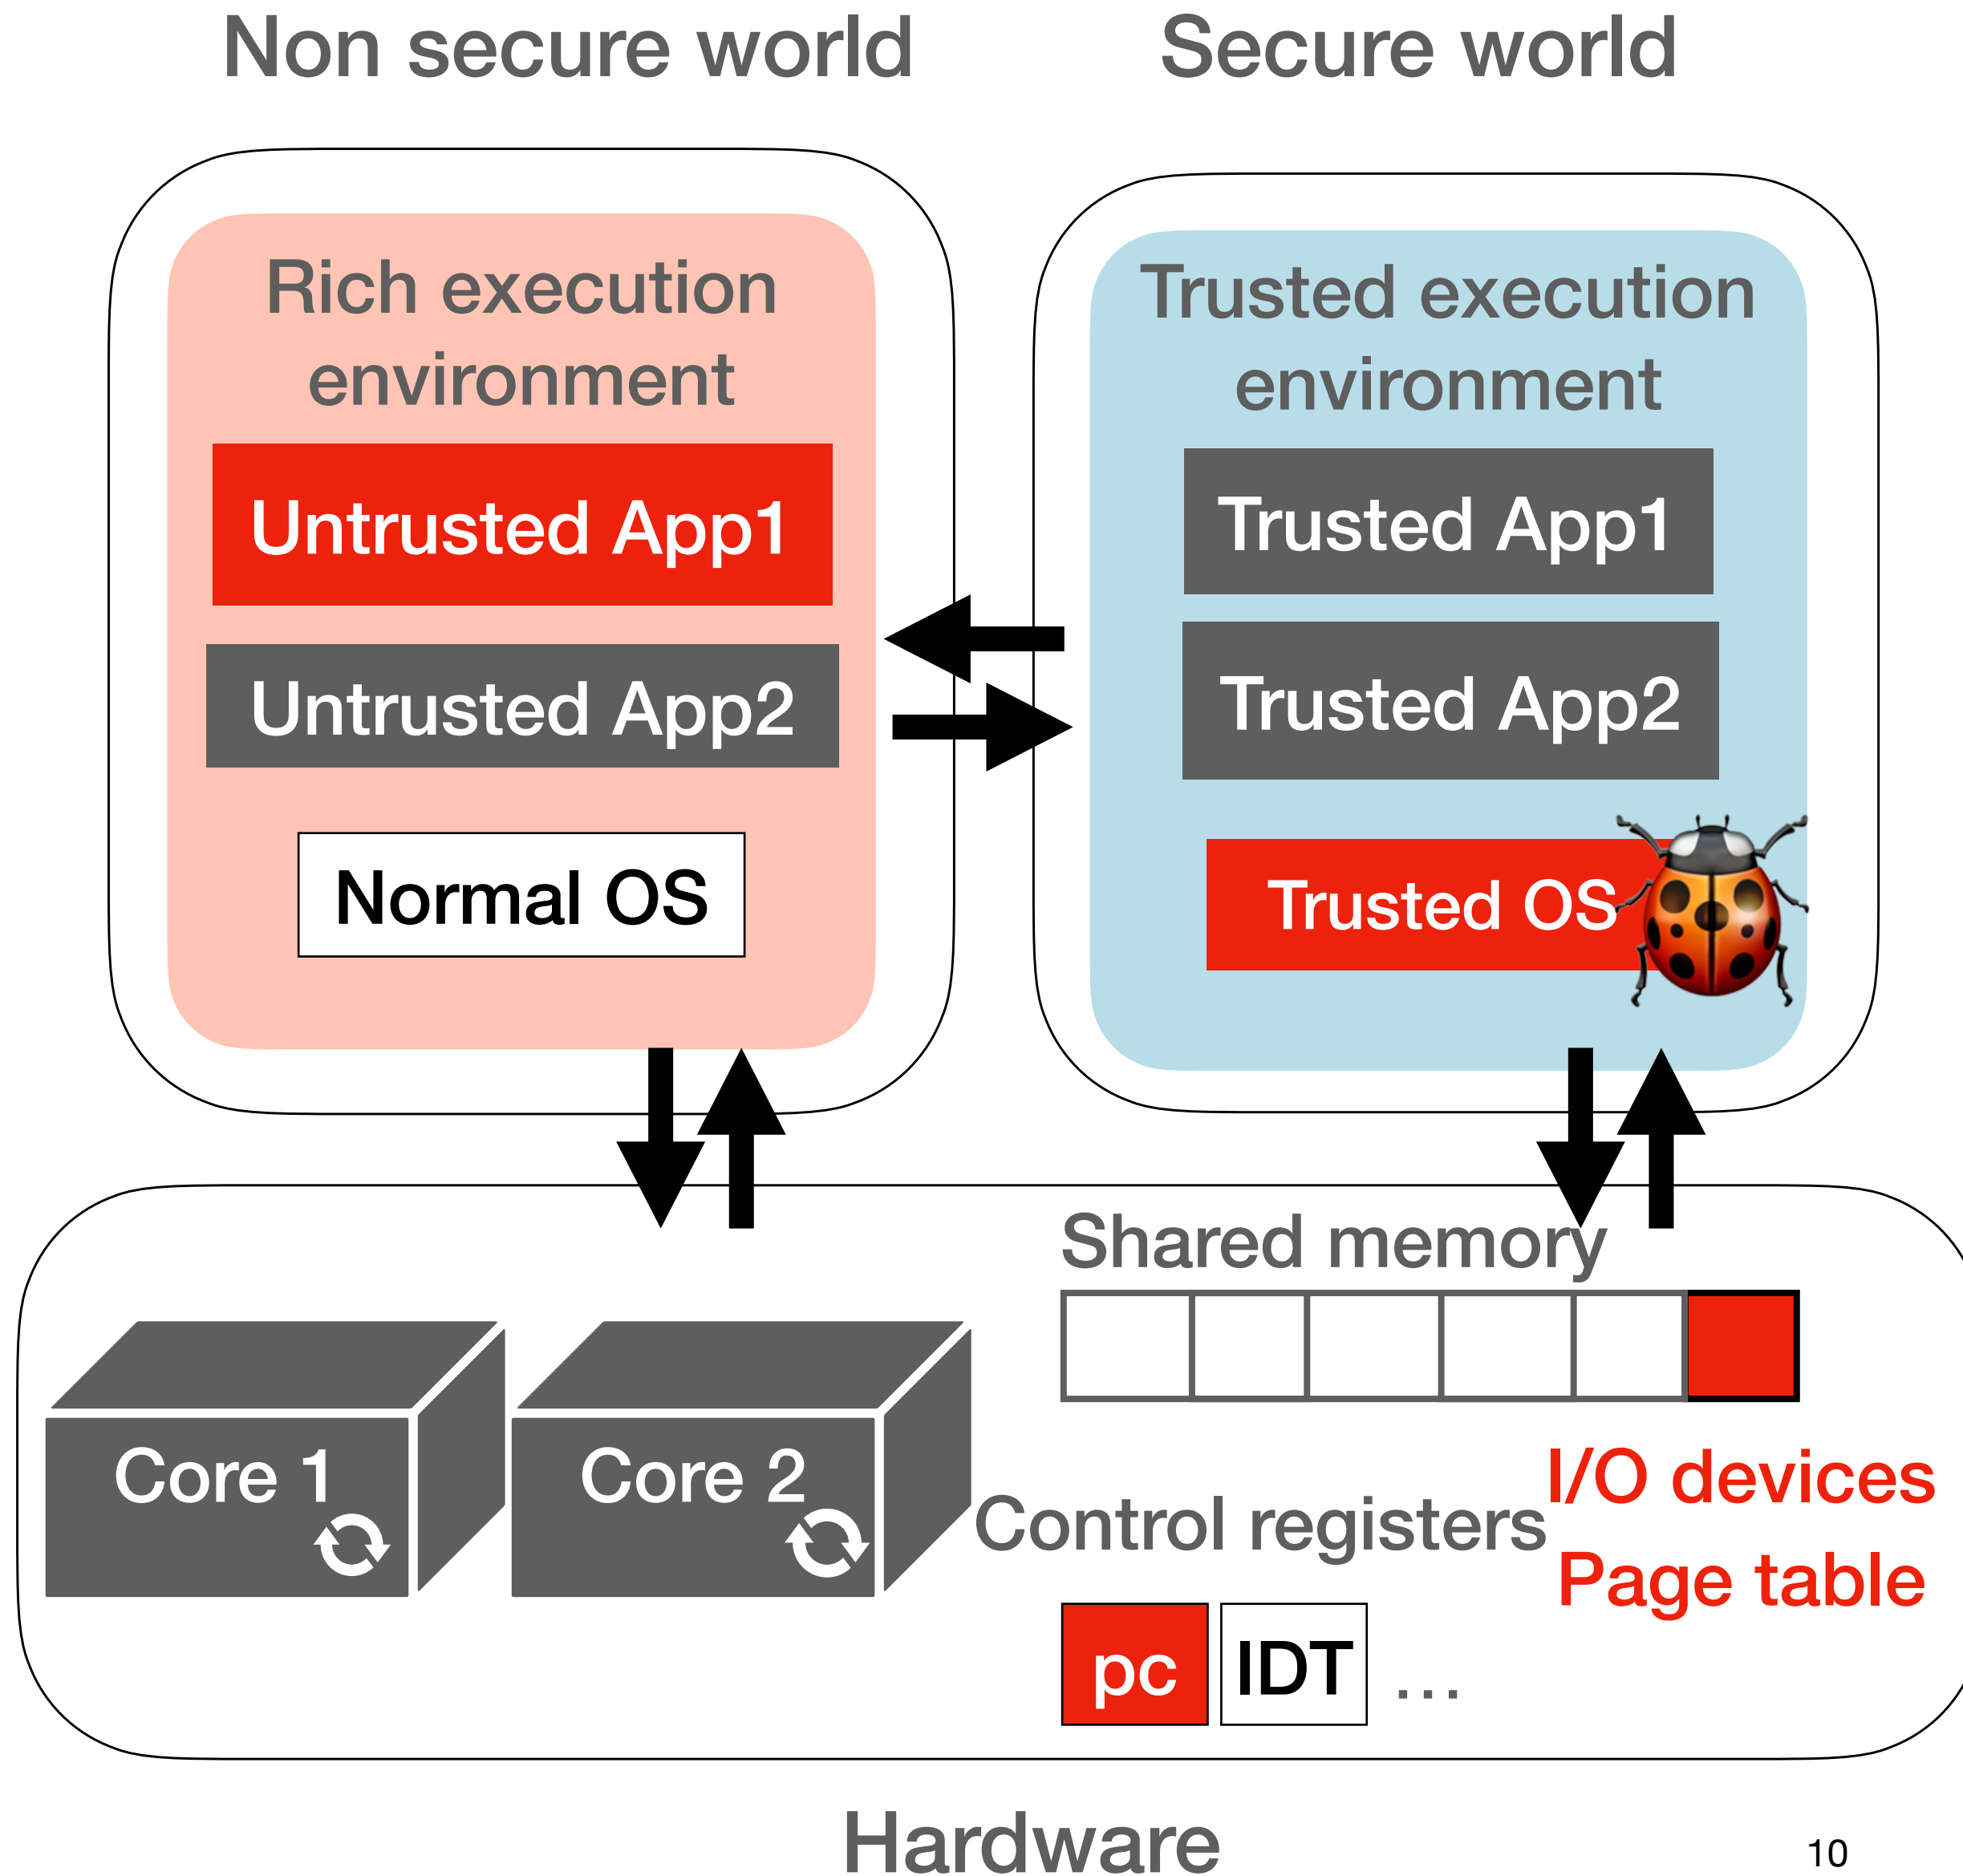 Non secure world
Secure world
Rich execution
environment
Untrusted App1
Untrusted App2
Normal OS
Trusted execution
environment
Trusted App1
Trusted App2
Trusted OS
Shared memory
Core 1
Core 2
I/O devices
Control registers
Page table
pc
IDT
...
Hardware
10